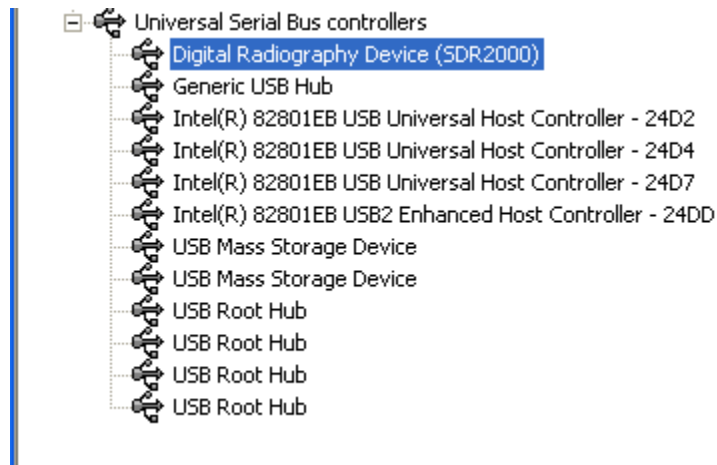 Universal Serial Bus controllers
Digital Radiography Device (SDR2000)
Generic USB Hub
Intel(R) 82801EB USB Universal Host Controller - 24D2
Intel(R) 82801EB USB Universal Host Controller - 24D4
Intel(R) 82801EB USB Universal Host Controller - 24D7
Intel(R) 82801EB USB2 Enhanced Host Controller - 24DD
USB Mass Storage Device
USB Mass Storage Device
USB Root Hub
USB Root Hub
USB Root Hub
USB Root Hub